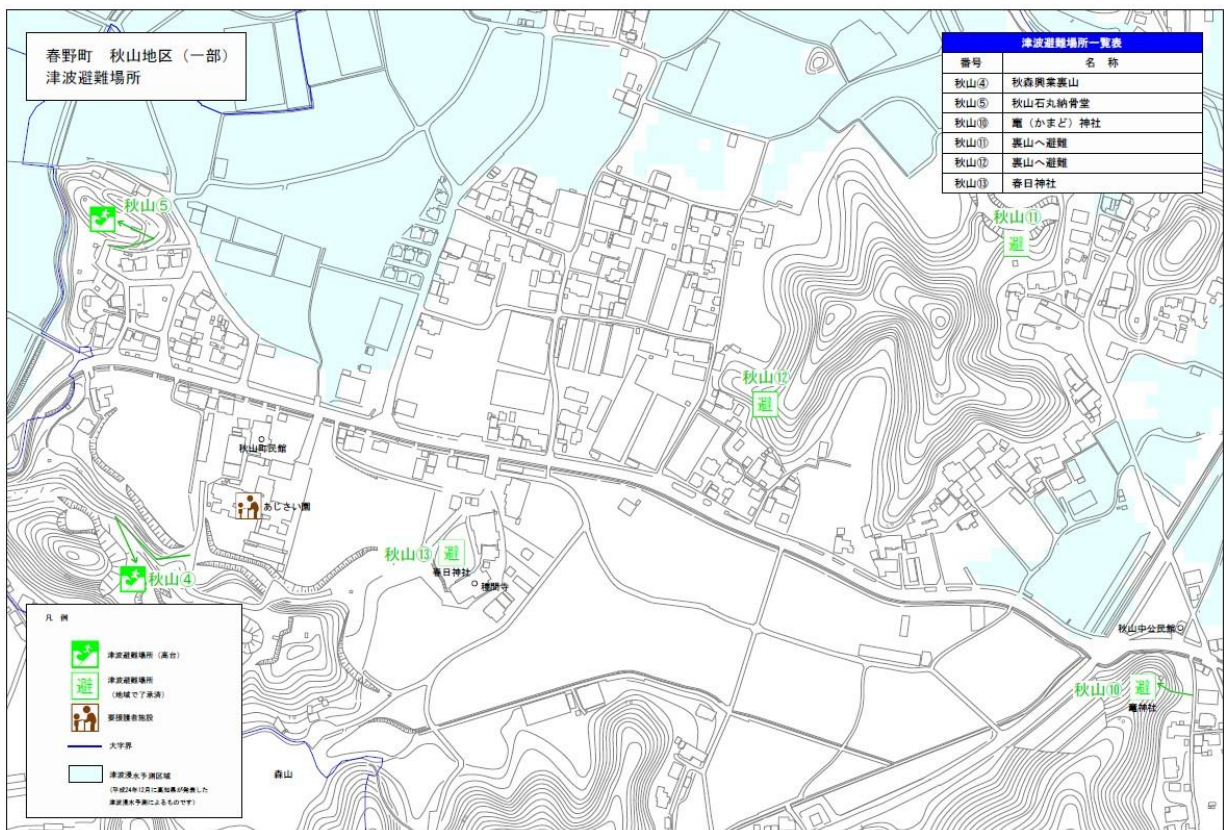 春野町 秋山地区（一部）
津波避難場所
津波避難場所一覧表
番号 名 称
秋山④ 秋森興業裏山
秋山⑤ 秋山石丸納骨堂
秋山⑩ 竈（かまど）神社
秋山⑪ 裏山へ避難
秋山⑫ 裏山へ避難
秋山⑬ 春日神社
秋山⑤
秋山⑪
避
秋山⑫
避
秋山町民館
あじさい園
秋山⑬ 避
春日神社
種間寺
秋山④
秋山中公民館
秋山⑩ 避
竈神社
森山
凡 例
津波避難場所（高台）
避
津波避難場所
（地域で了承済）
要援護者施設
大字界
津波浸水予測区域
（平成24年12月に高知県が発表した
津波浸水予測によるものです）